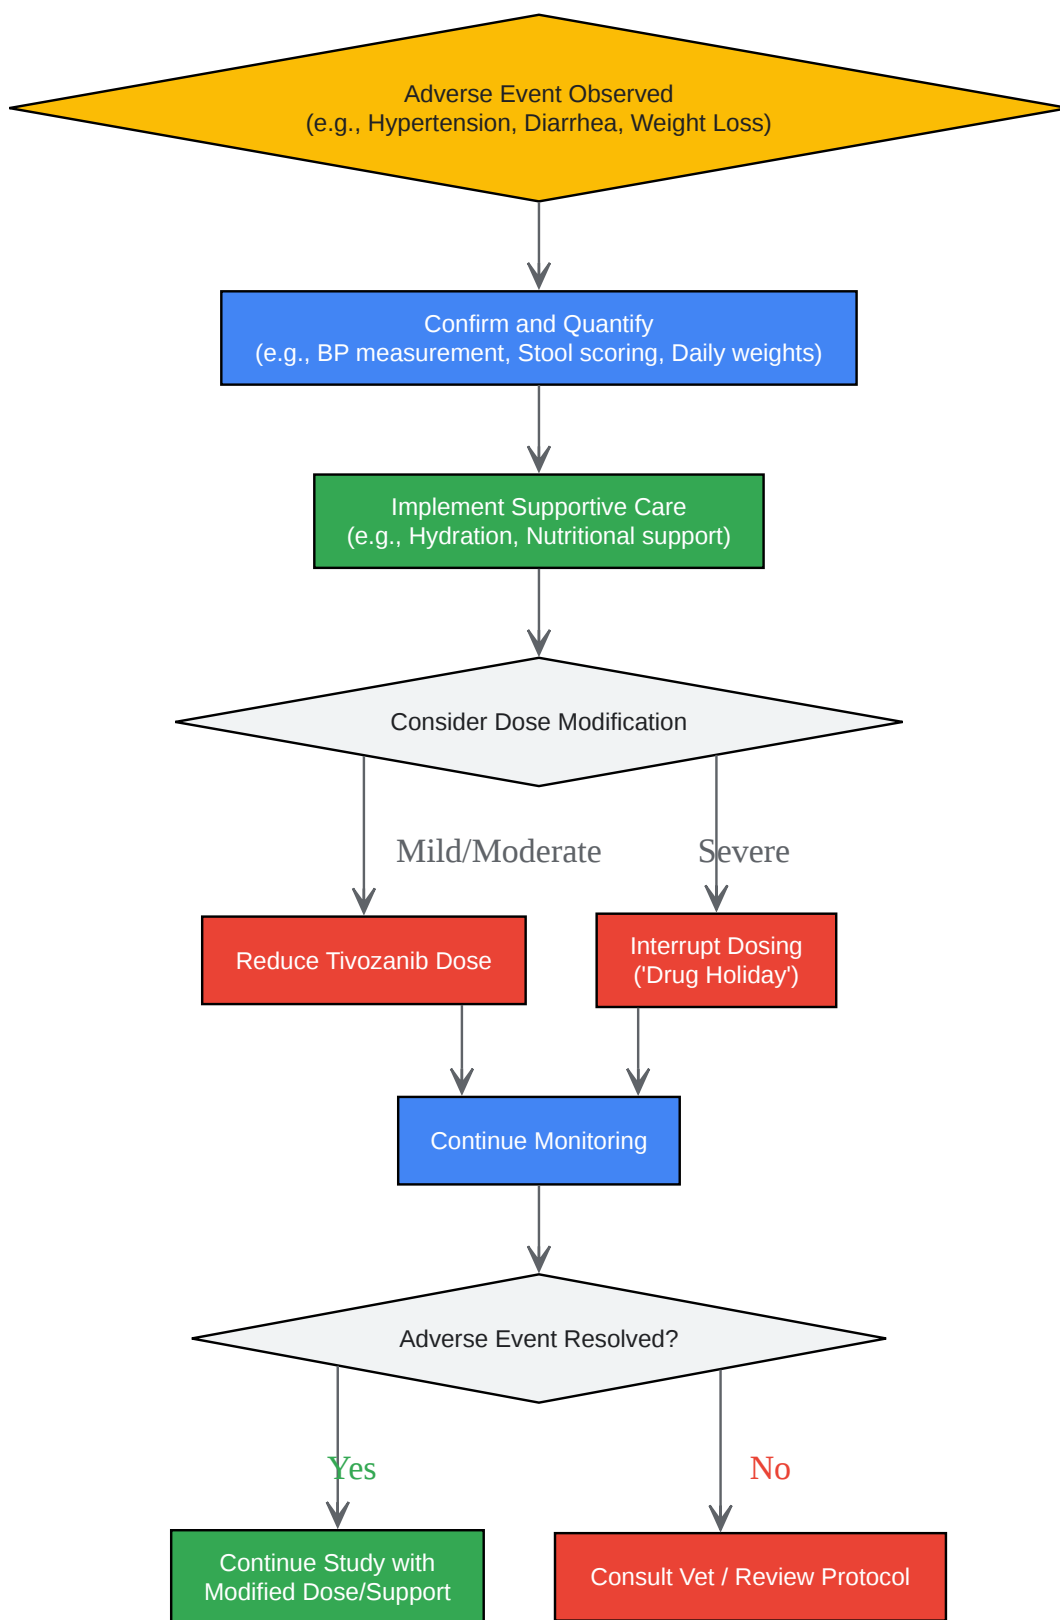 Adverse Event Observed
(e.g., Hypertension, Diarrhea, Weight Loss)
Confirm and Quantify
(e.g., BP measurement, Stool scoring, Daily weights)
Implement Supportive Care
(e.g., Hydration, Nutritional support)
Consider Dose Modification
Mild/Moderate
Severe
Reduce Tivozanib Dose
Interrupt Dosing
('Drug Holiday')
Continue Monitoring
Adverse Event Resolved?
Yes
No
Continue Study with
Modified Dose/Support
Consult Vet / Review Protocol